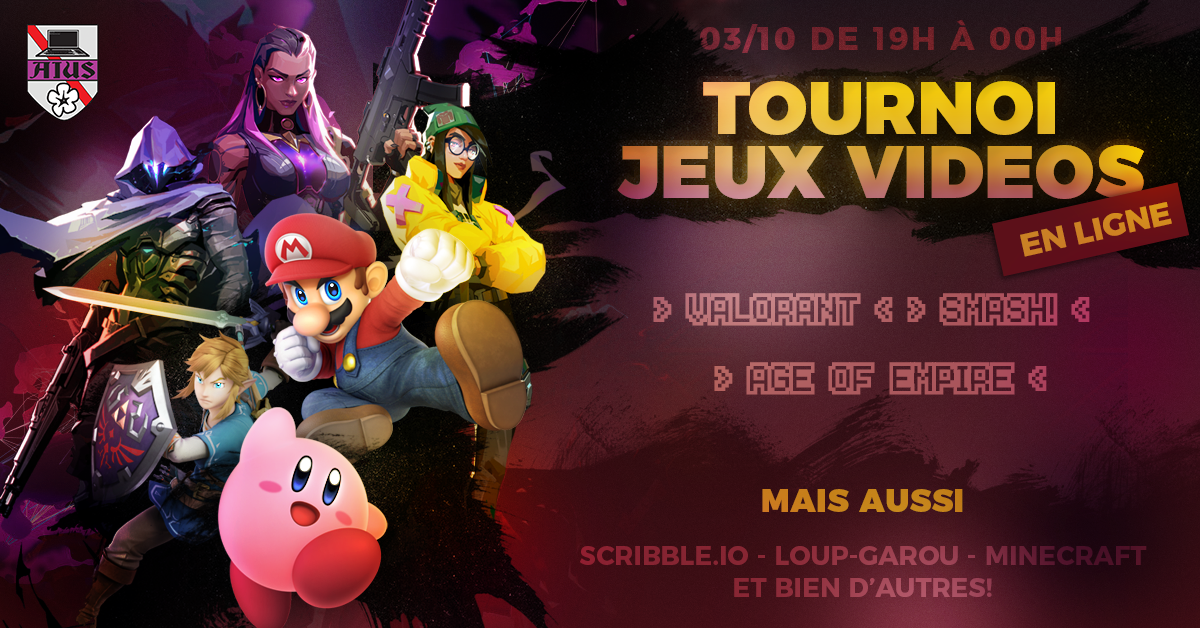 AIUS
03/10 DE 19H À 00H
TOURNOI
JEUX VIDEOS
EN LIGNE
VALORANT SMASH!
AGE OF EMPIRE
MAIS AUSSI
SCRIBBLE.IO - LOUP-GAROU - MINECRAFT
ET BIEN D'AUTRES!
M